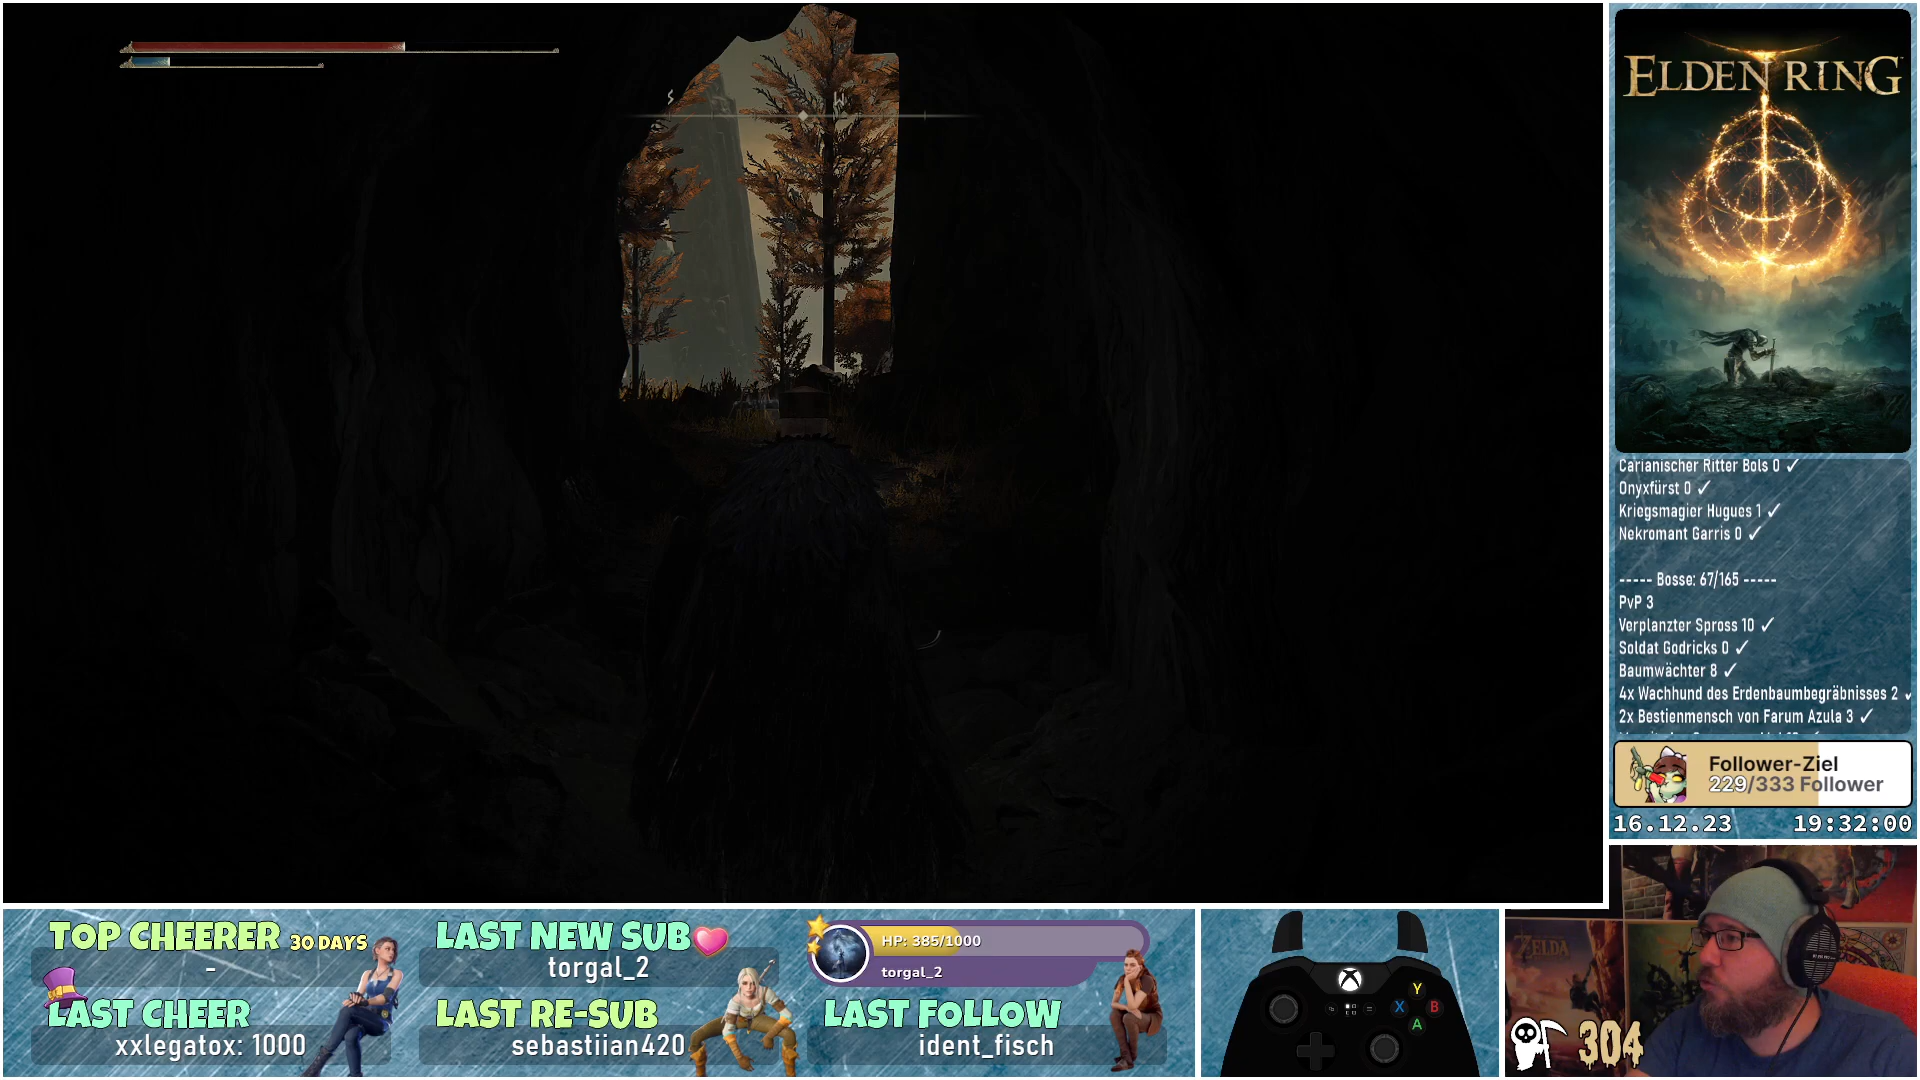 S
W
ELDEN RING
Carianischer Ritter Bols 0 ✓
Onyxfürst 0 ✓
Kriegsmagier Hugues 1 ✓
Nekromant Garris 0 ✓
----- Bosse: 67/165 -----
PvP 3
Verplanzter Spross 10 ✓
Soldat Godricks 0 ✓
Baumwächter 8 ✓
4x Wachhund des Erdenbaumbegräbnisses 2 ✓
2x Bestienmensch von Farum Azula 3 ✓
Follower-Ziel
229/333 Follower
16.12.23 19:32:00
TOP CHEERER 30 DAYS
-
LAST CHEER
xxlegatox: 1000
LAST NEW SUB
torgal_2
LAST RE-SUB
sebastiian420
HP: 385/1000
torgal_2
LAST FOLLOW
ident_fisch
Y
X B
A
ZELDA
304